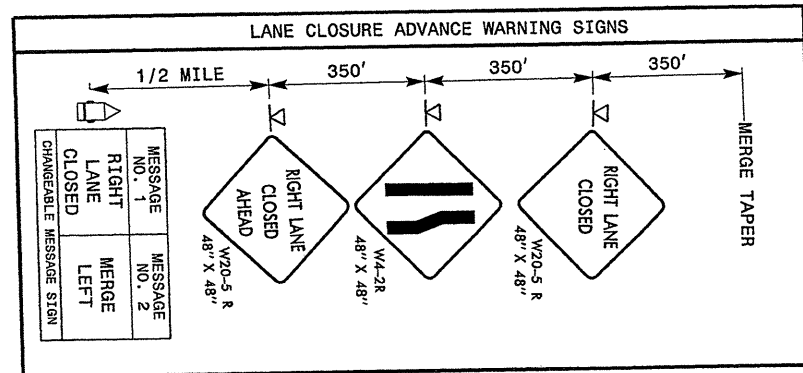 LANE CLOSURE ADVANCE WARNING SIGNS
1/2 MILE
350'
350'
350'
MERGE TAPER
RIGHT LANE
CLOSED
AHEAD
W20-5 R
48" X 48"
W4-2R
48" X 48"
RIGHT LANE
CLOSED
W20-5 R
48" X 48"
MESSAGE
NO. 1
MESSAGE
NO. 2
RIGHT
LANE
CLOSED
MERGE
LEFT
CHANGEABLE MESSAGE SIGN